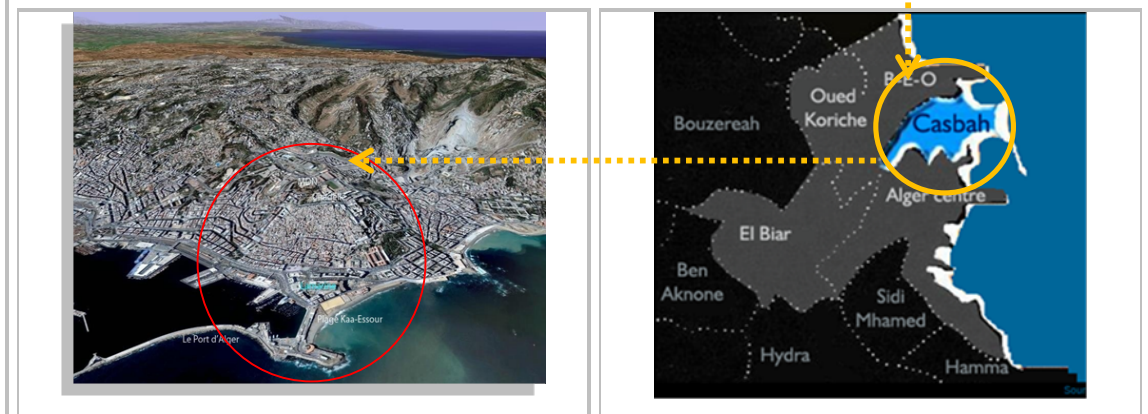 Plage Kaa-Essour
Le Port d'Alger
B-E-O
Oued
Koriche
Bouzereah
Casbah
Alger centre
El Biar
Ben
Aknone
Sidi
Mhamed
Hydra
Hamma